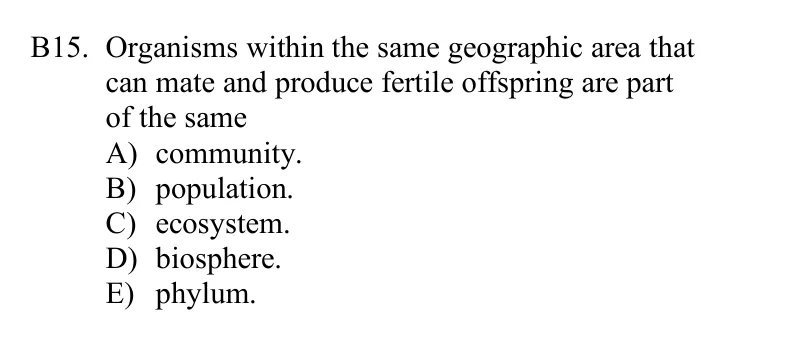 B15. Organisms within the same geographic area that
can mate and produce fertile offspring are part
of the same
A) community.
B) population.
C) ecosystem.
D) biosphere.
E) phylum.